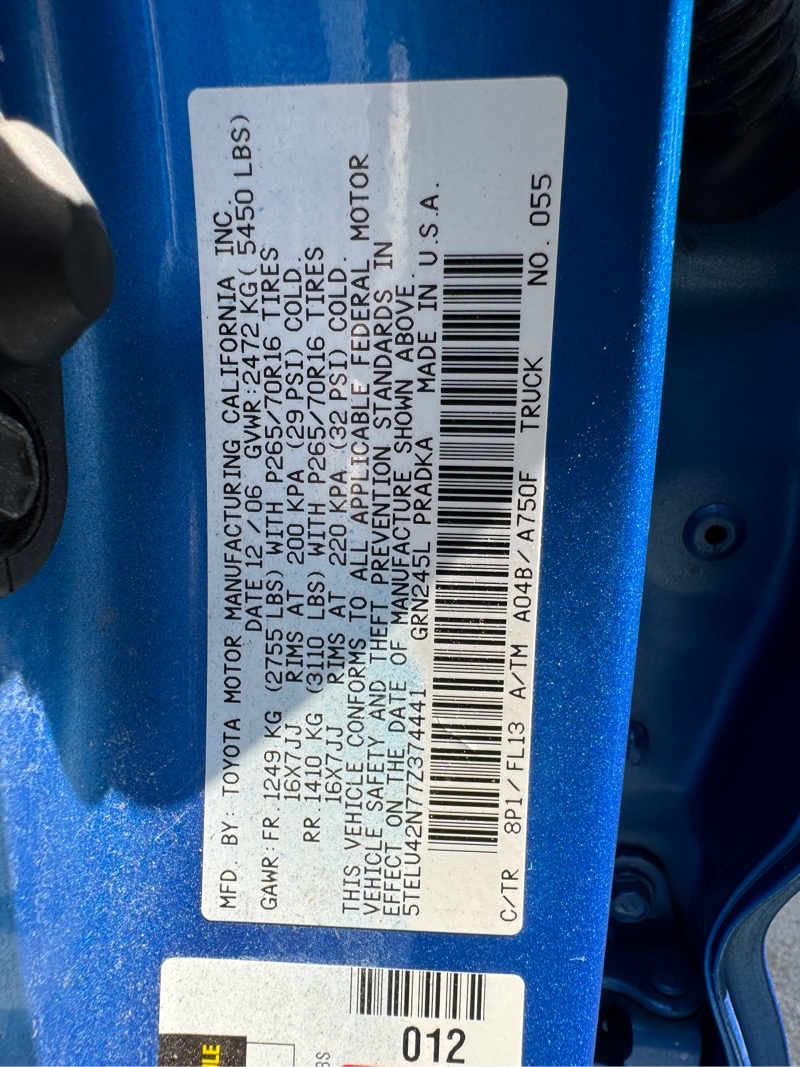 MFD. BY: TOYOTA MOTOR MANUFACTURING CALIFORNIA INC.
DATE 12/06 GVWR:2472 KG( 5450 LBS)
GAWR:FR.1249 KG (2755 LBS) WITH P265/70R16 TIRES
16X7JJ RIMS AT 200 KPA (29 PSI) COLD.
RR.1410 KG (3110 LBS) WITH P265/70R16 TIRES
16X7JJ RIMS AT 220 KPA (32 PSI) COLD.
THIS VEHICLE CONFORMS TO ALL APPLICABLE FEDERAL MOTOR
VEHICLE SAFETY AND THEFT PREVENTION STANDARDS IN
EFFECT ON THE DATE OF MANUFACTURE SHOWN ABOVE.
5TELU42N77Z374441 GRN245L PRADKA MADE IN U.S.A.
C/TR 8P1/FL13 A/TM A04B/A750F TRUCK NO. 055
012